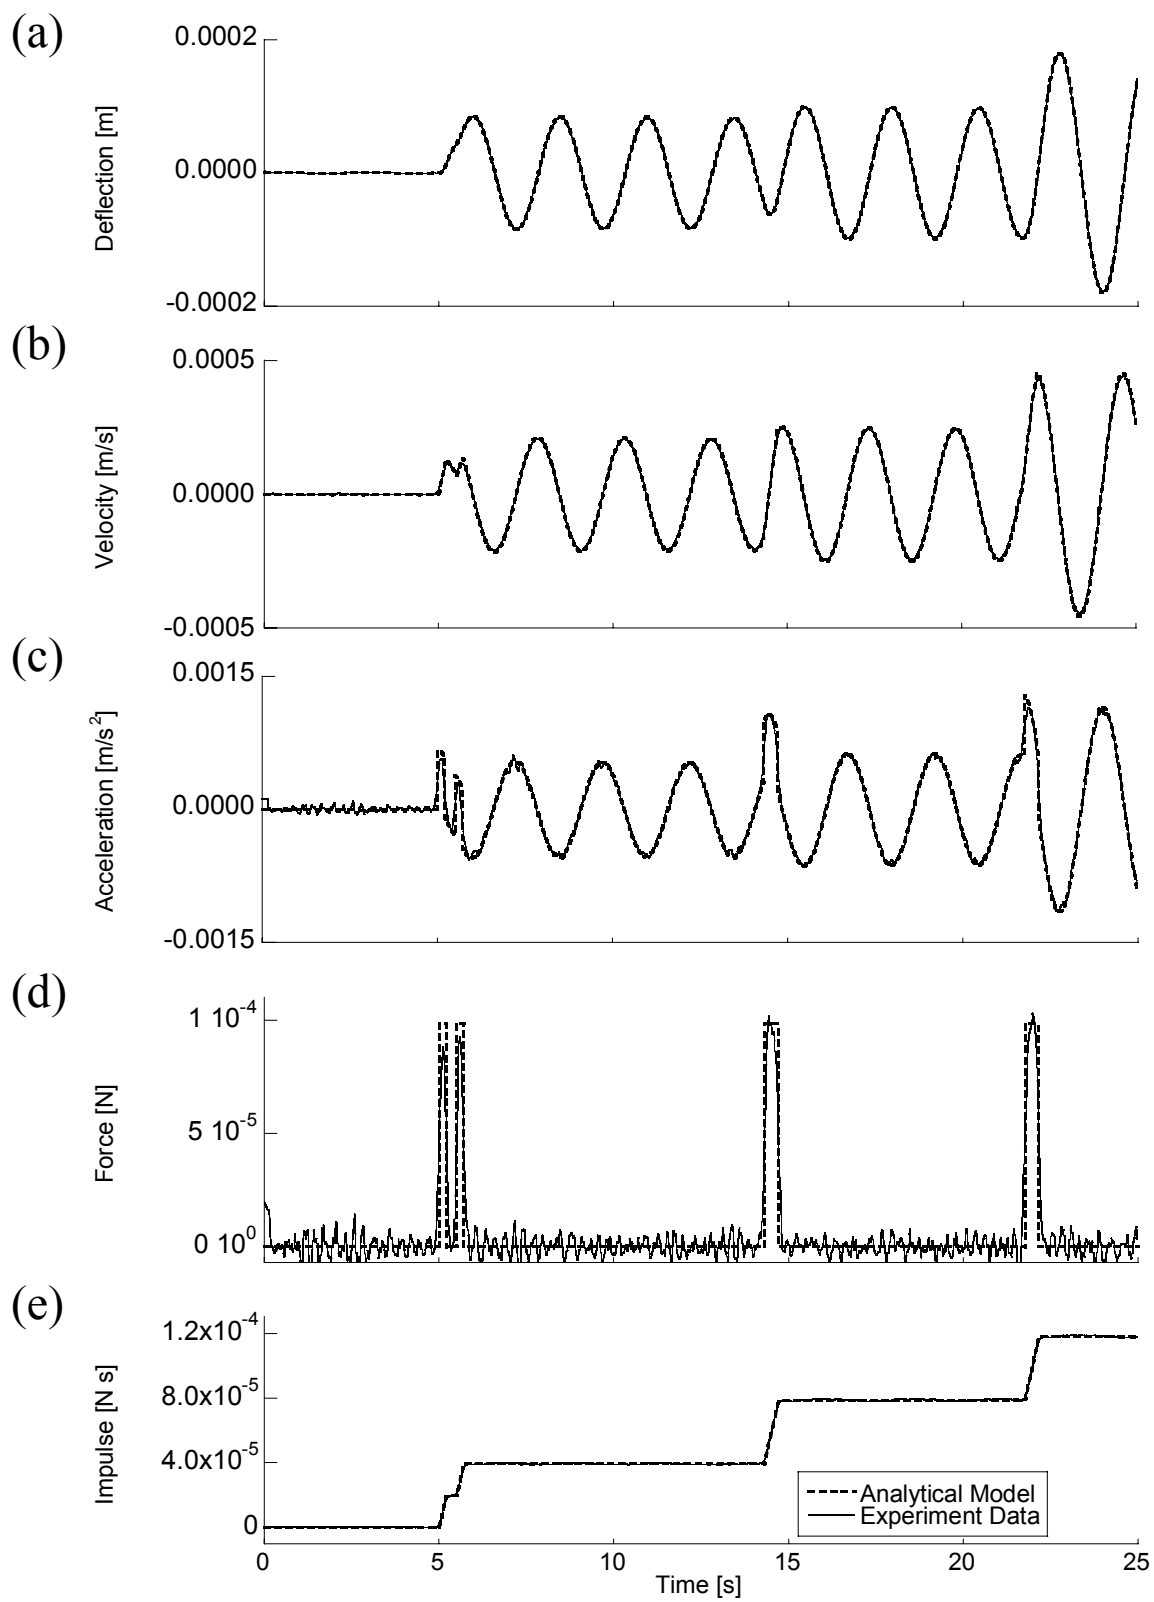 (a)
0.0002
0.0000
-0.0002
Deflection [m]
(b)
0.0005
0.0000
-0.0005
Velocity [m/s]
(c)
0.0015
0.0000
-0.0015
Acceleration [m/s²]
(d)
1 10⁻⁴
5 10⁻⁵
0 10⁰
Force [N]
(e)
1.2x10⁻⁴
8.0x10⁻⁵
4.0x10⁻⁵
0
Impulse [N s]
Analytical Model
Experiment Data
0 5 10 15 20 25
Time [s]